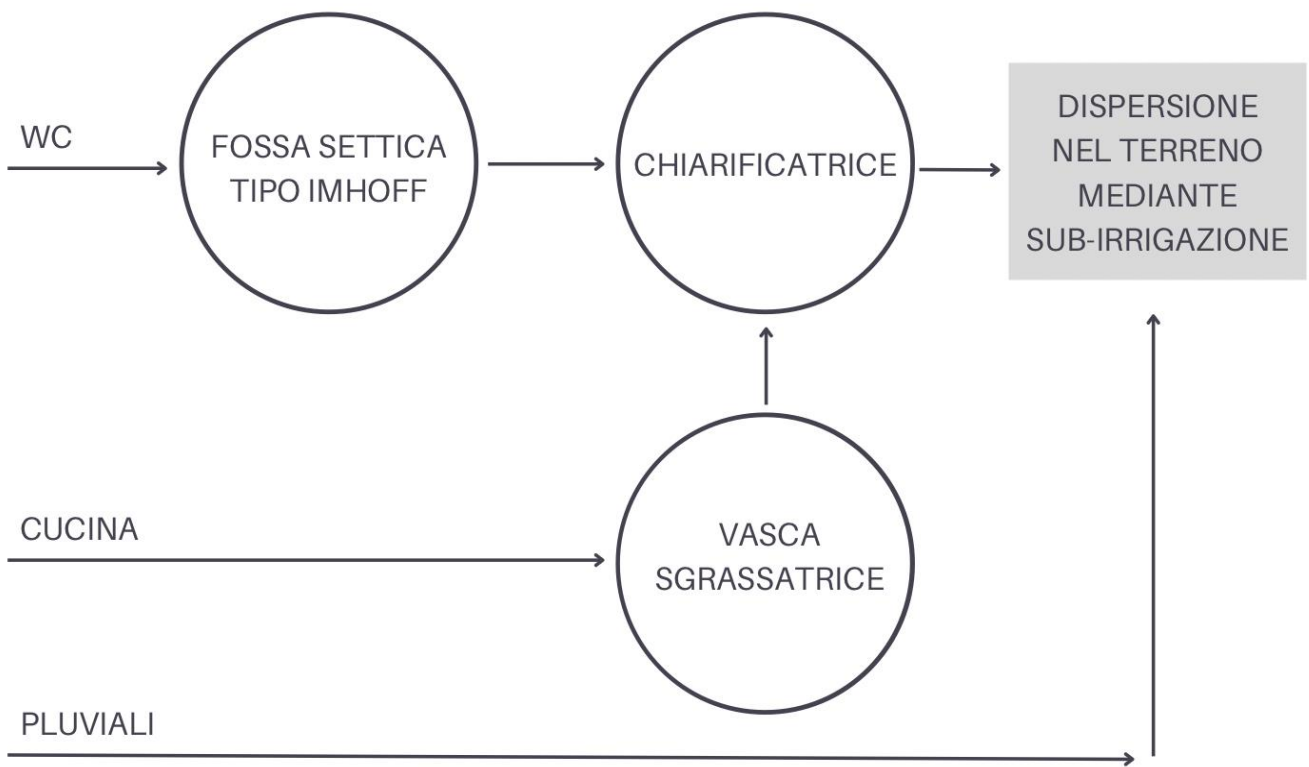 WC
FOSSA SETTICA
TIPO IMHOFF
CHIARIFICATRICE
DISPERSIONE
NEL TERRENO
MEDIANTE
SUB-IRRIGAZIONE
CUCINA
VASCA
SGRASSATRICE
PLUVIALI